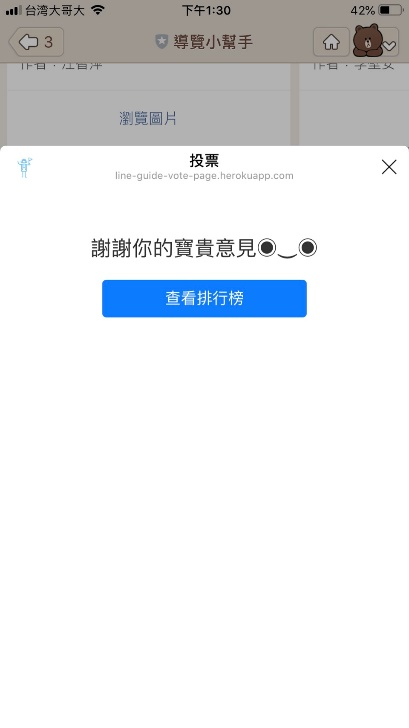 台湾大哥大 下午1:30 42%
3 導覽小幫手
瀏覽圖片
投票
line-guide-vote-page.herokuapp.com
謝謝你的寶貴意見◉‿◉
查看排行榜